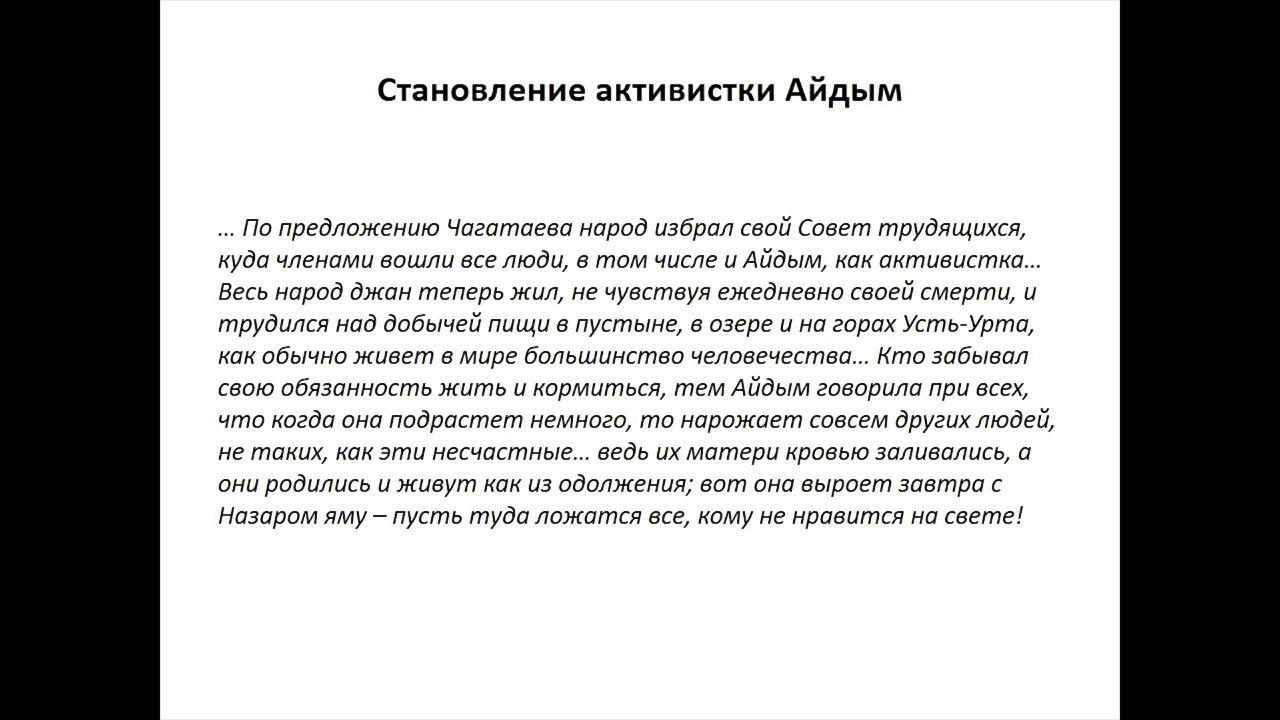 Становление активистки Айдым
… По предложению Чагатаева народ избрал свой Совет трудящихся,
куда членами вошли все люди, в том числе и Айдым, как активистка…
Весь народ джан теперь жил, не чувствуя ежедневно своей смерти, и
трудился над добычей пищи в пустыне, в озере и на горах Усть-Урта,
как обычно живет в мире большинство человечества… Кто забывал
свою обязанность жить и кормиться, тем Айдым говорила при всех,
что когда она подрастет немного, то нарожает совсем других людей,
не таких, как эти несчастные… ведь их матери кровью заливались, а
они родились и живут как из одолжения; вот она выроет завтра с
Назаром яму – пусть туда ложатся все, кому не нравится на свете!